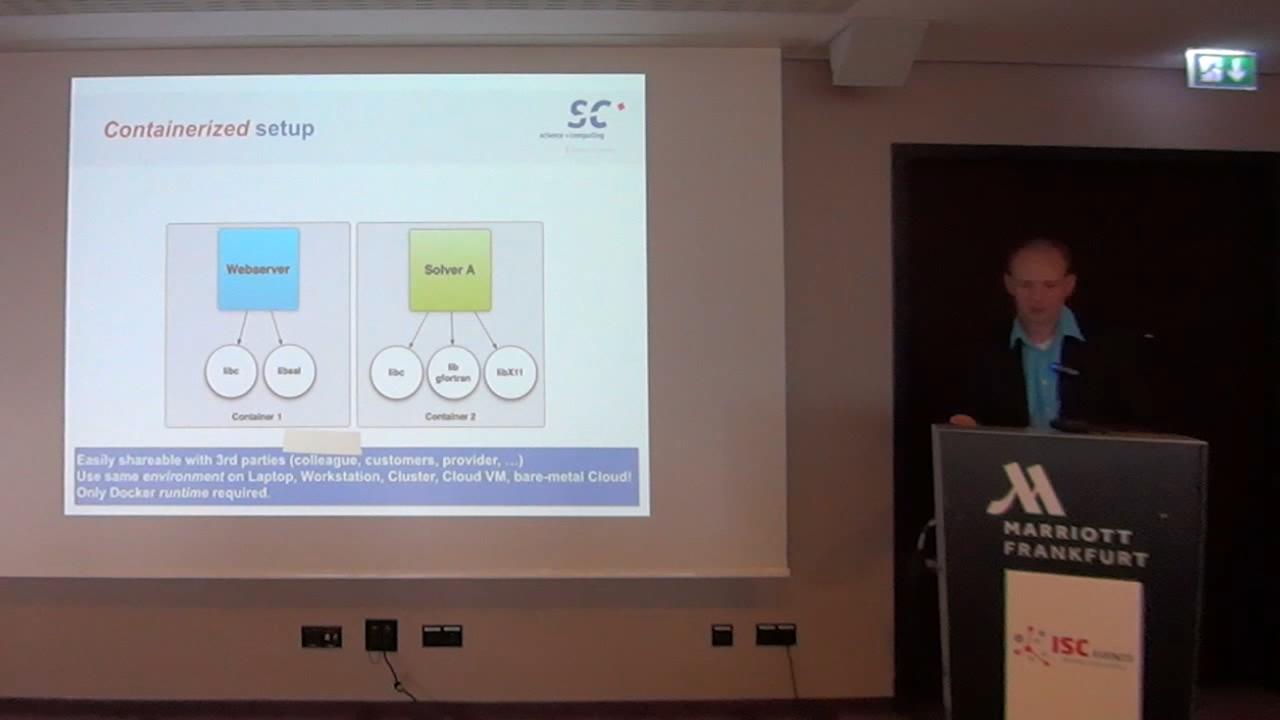 Containerized setup
SC
science + computing
Webserver
Solver A
libc
libssl
libc
lib
gfortran
libX11
Container 1
Container 2
Easily shareable with 3rd parties (colleague, customers, provider, …)
Use same environment on Laptop, Workstation, Cluster, Cloud VM, bare-metal Cloud!
Only Docker runtime required.
MARRIOTT
FRANKFURT
ISC